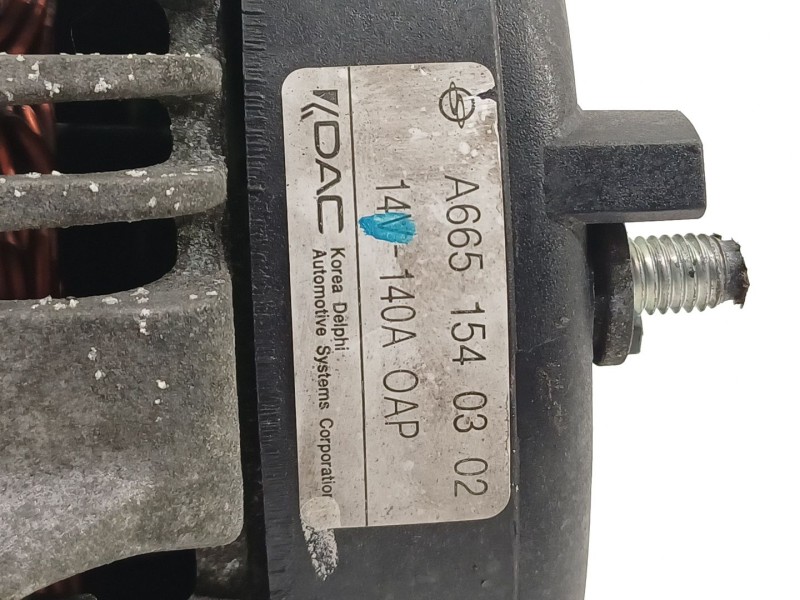 A665 154 03 02
14V-140A OAP
KDAC
Korea Delphi
Automotive Systems Corporation